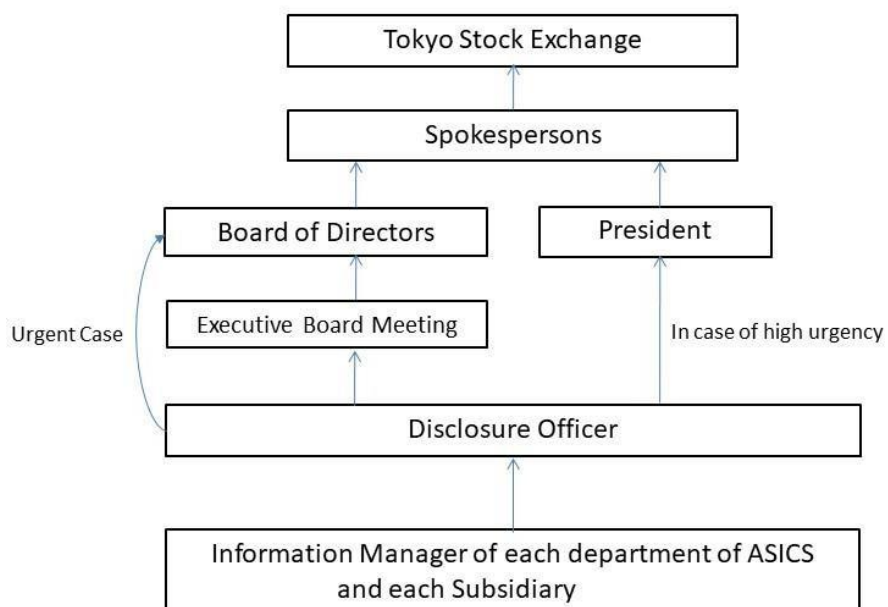 Tokyo Stock Exchange
Spokespersons
Board of Directors
President
Urgent Case
Executive Board Meeting
In case of high urgency
Disclosure Officer
Information Manager of each department of ASICS
and each Subsidiary